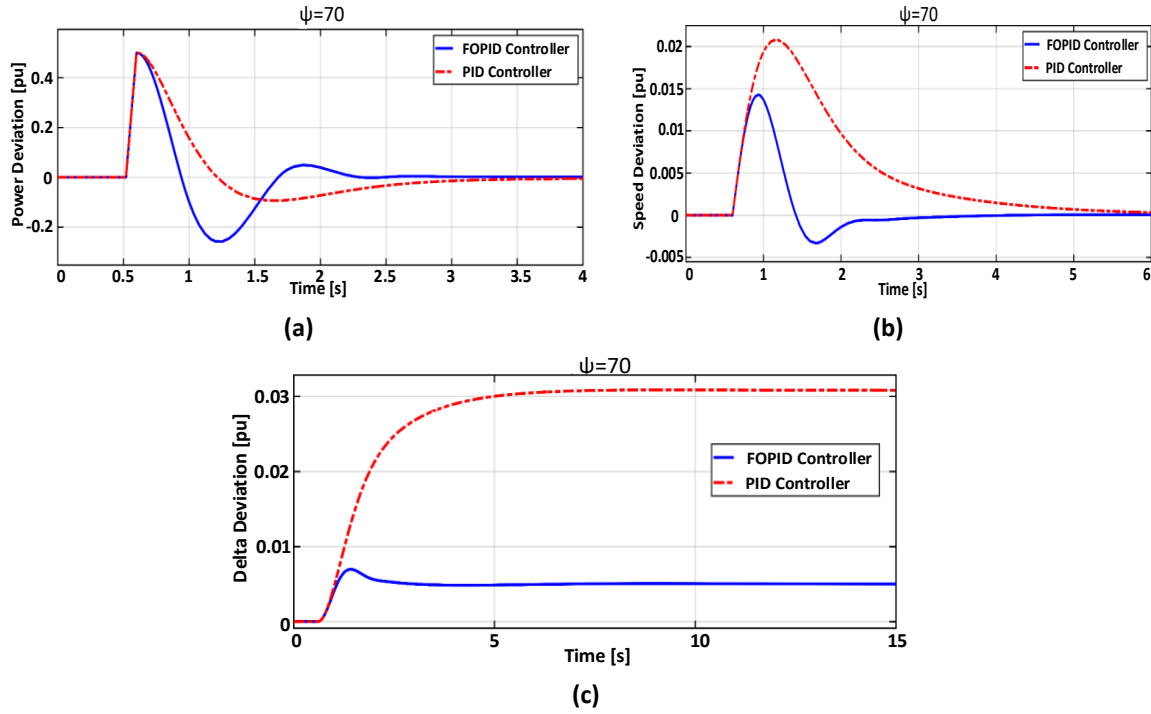 ψ=70
Power Deviation [pu]
0.4
0.2
0
-0.2
FOPID Controller
PID Controller
0 0.5 1 1.5 2 2.5 3 3.5 4
Time [s]
(a)
ψ=70
Speed Deviation [pu]
0.02
0.015
0.01
0.005
0
-0.005
FOPID Controller
PID Controller
0 1 2 3 4 5 6
Time [s]
(b)
ψ=70
Delta Deviation [pu]
0.03
0.02
0.01
0
FOPID Controller
PID Controller
0 5 10 15
Time [s]
(c)